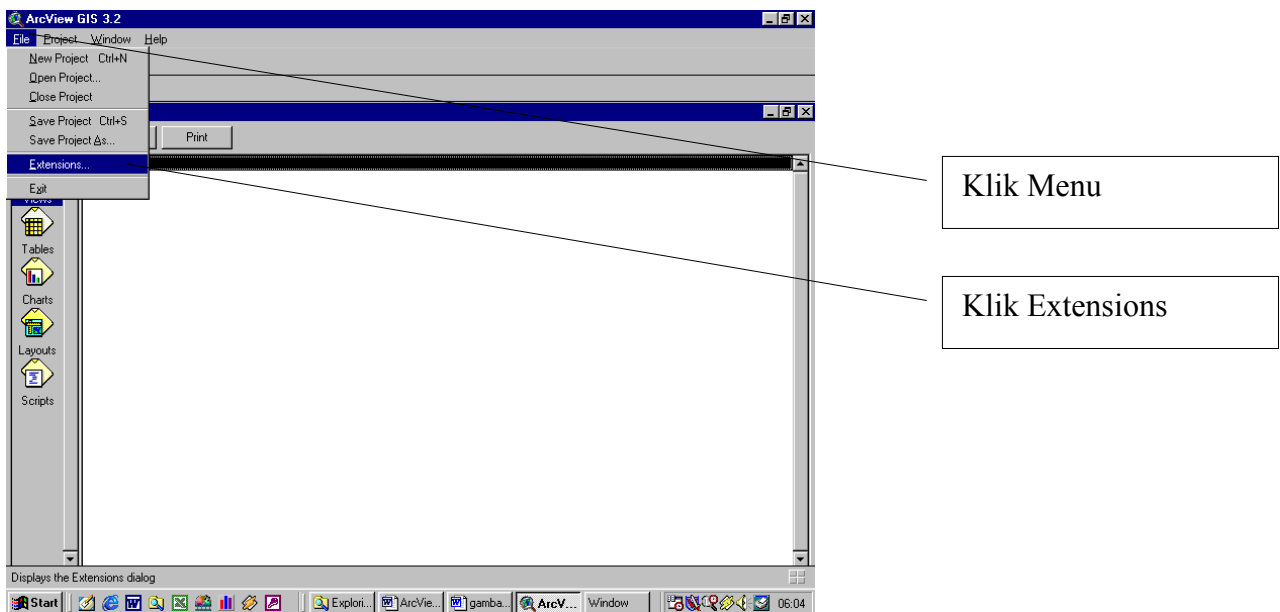 ArcView GIS 3.2
File Project Window Help
New Project Ctrl+N
Open Project...
Close Project
Save Project Ctrl+S
Save Project As...
Print
Extensions...
Exit
Views
Tables
Charts
Layouts
Scripts
Klik Menu
Klik Extensions
Displays the Extensions dialog
Start Explori... ArcVie... gamba... ArcV... Window 06:04